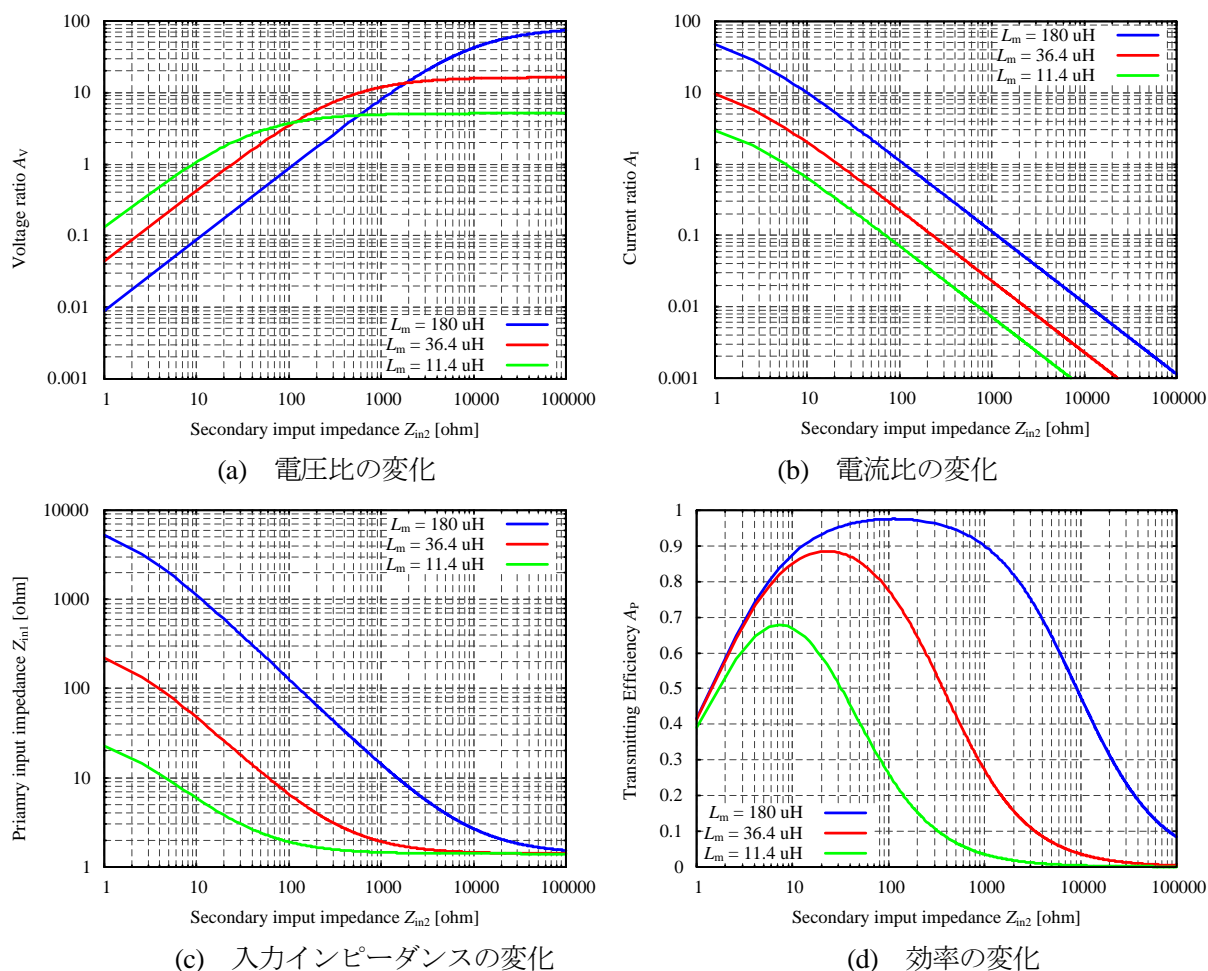 100
10
1
0.1
0.01
0.001
Voltage ratio AV
Lm = 180 uH
Lm = 36.4 uH
Lm = 11.4 uH
1 10 100 1000 10000 100000
Secondary imput impedance Zin2 [ohm]
(a) 電圧比の変化
100
10
1
0.1
0.01
0.001
Current ratio AI
Lm = 180 uH
Lm = 36.4 uH
Lm = 11.4 uH
1 10 100 1000 10000 100000
Secondary imput impedance Zin2 [ohm]
(b) 電流比の変化
10000
1000
100
10
1
Priamry input impedance Zin1 [ohm]
Lm = 180 uH
Lm = 36.4 uH
Lm = 11.4 uH
1 10 100 1000 10000 100000
Secondary imput impedance Zin2 [ohm]
(c) 入力インピーダンスの変化
1
0.9
0.8
0.7
0.6
0.5
0.4
0.3
0.2
0.1
0
Transmitting Efficiency AP
Lm = 180 uH
Lm = 36.4 uH
Lm = 11.4 uH
1 10 100 1000 10000 100000
Secondary imput impedance Zin2 [ohm]
(d) 効率の変化